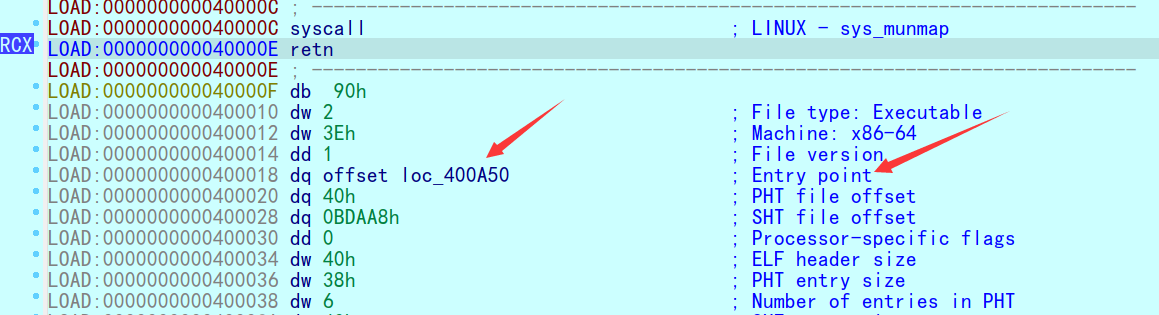 LOAD:000000000040000C ; ---------------------------------------------------------------------------
LOAD:000000000040000C syscall ; LINUX - sys_munmap
RCX LOAD:000000000040000E retn
LOAD:000000000040000E ; ---------------------------------------------------------------------------
LOAD:000000000040000F db 90h
LOAD:0000000000400010 dw 2 ; File type: Executable
LOAD:0000000000400012 dw 3Eh ; Machine: x86-64
LOAD:0000000000400014 dd 1 ; File version
LOAD:0000000000400018 dq offset loc_400A50 ; Entry point
LOAD:0000000000400020 dq 40h ; PHT file offset
LOAD:0000000000400028 dq 0BDAA8h ; SHT file offset
LOAD:0000000000400030 dd 0 ; Processor-specific flags
LOAD:0000000000400034 dw 40h ; ELF header size
LOAD:0000000000400036 dw 38h ; PHT entry size
LOAD:0000000000400038 dw 6 ; Number of entries in PHT